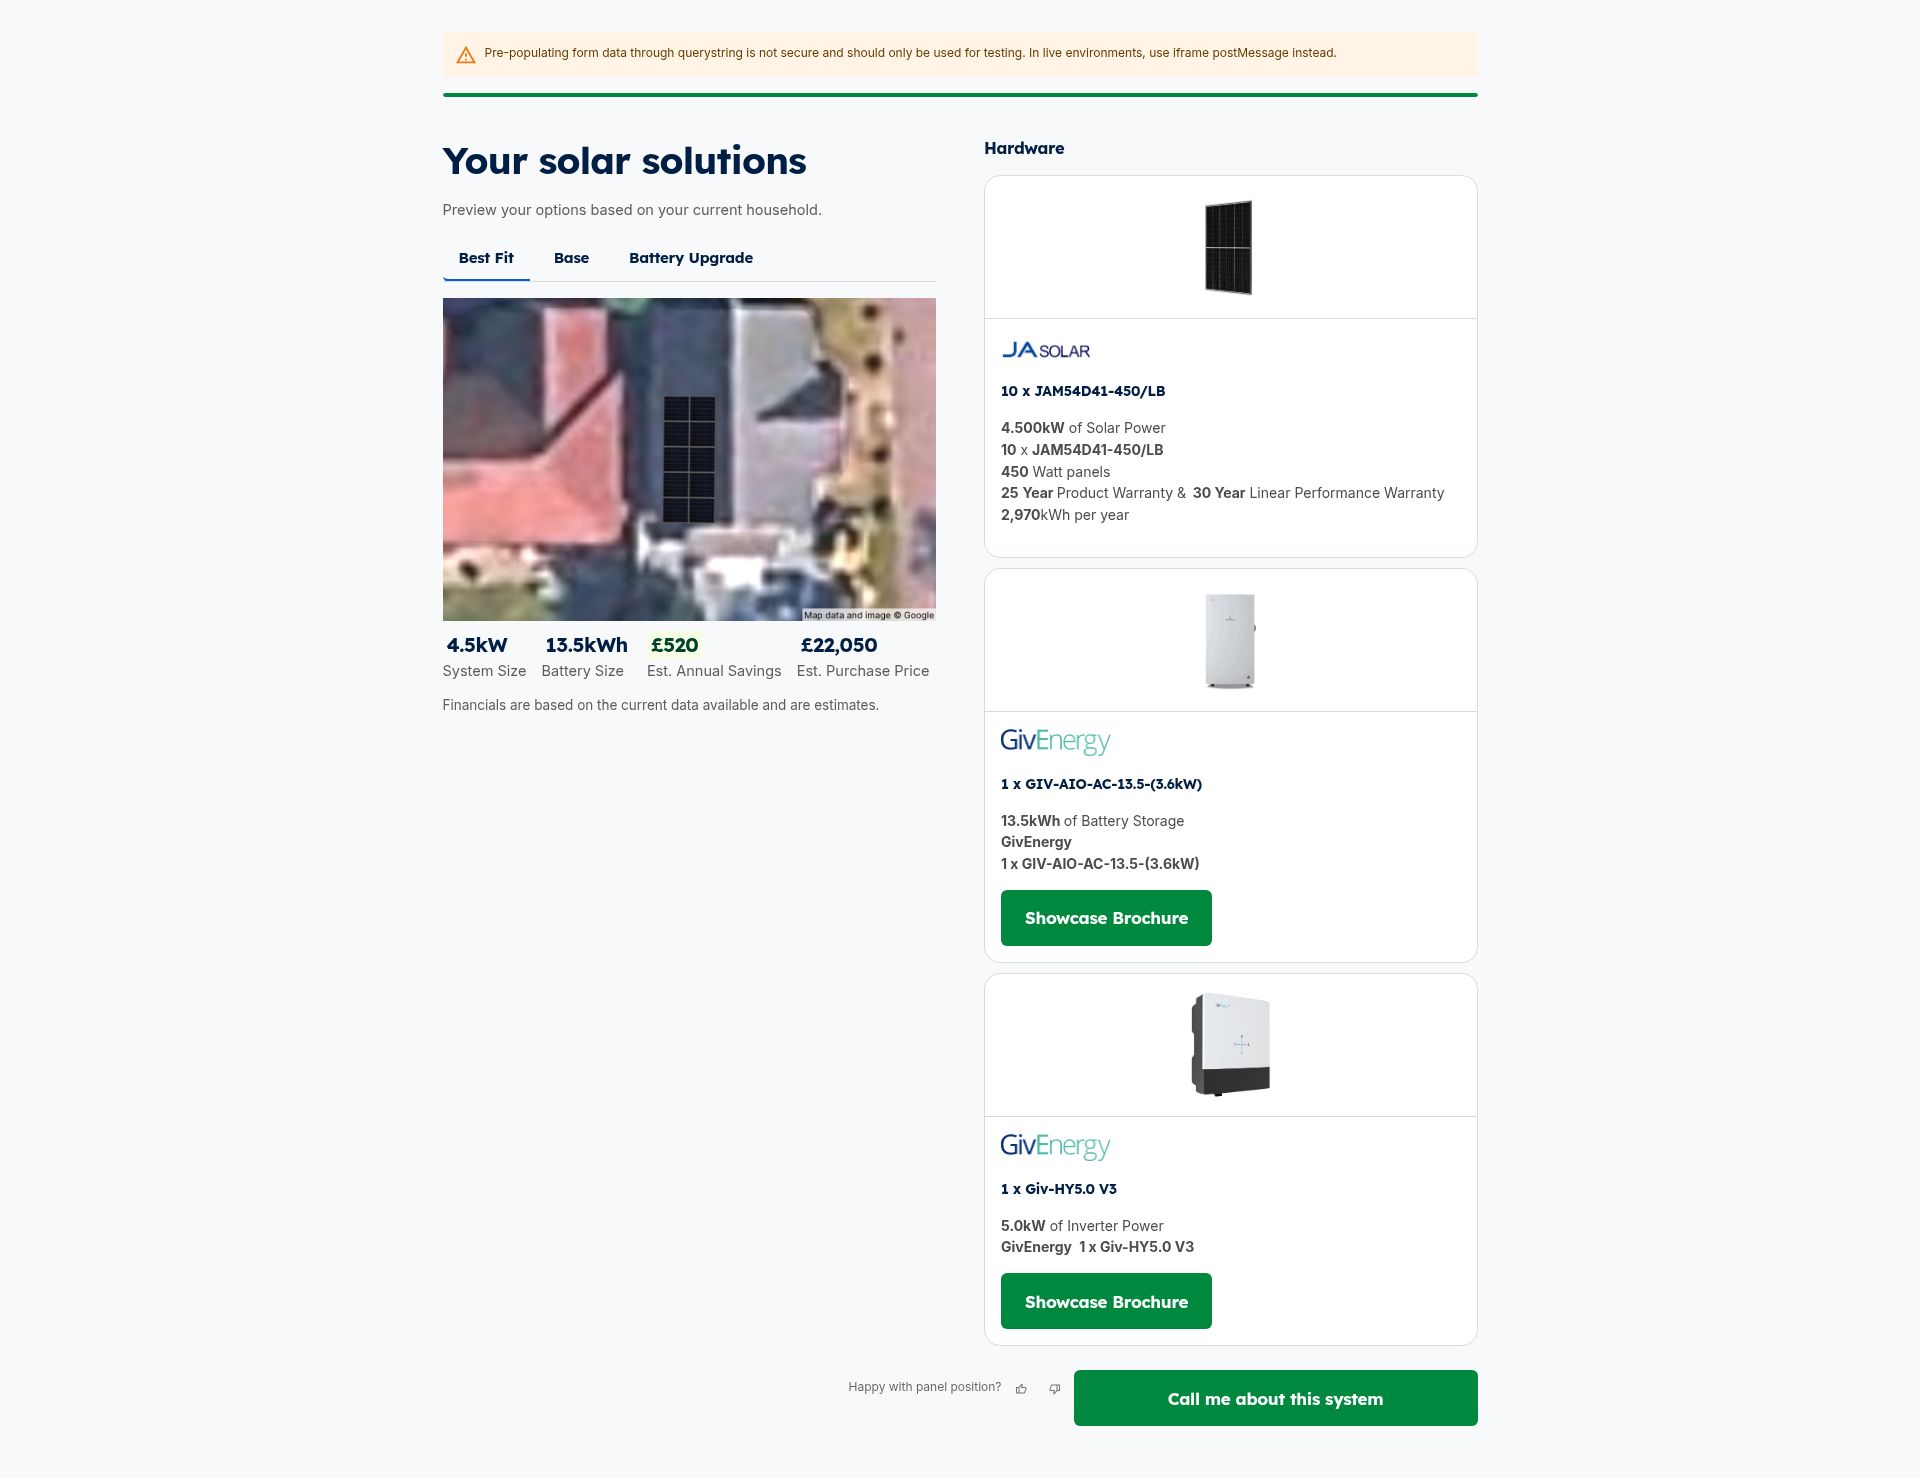 Pre-populating form data through querystring is not secure and should only be used for testing. In live environments, use iframe postMessage instead.
Your solar solutions
Preview your options based on your current household.
Best Fit
Base
Battery Upgrade
Map data and image © Google
4.5kW
System Size
13.5kWh
Battery Size
£520
Est. Annual Savings
£22,050
Est. Purchase Price
Financials are based on the current data available and are estimates.
Hardware
JA SOLAR
10 x JAM54D41-450/LB
4.500kW of Solar Power
10 x JAM54D41-450/LB
450 Watt panels
25 Year Product Warranty & 30 Year Linear Performance Warranty
2,970kWh per year
GivEnergy
1 x GIV-AIO-AC-13.5-(3.6kW)
13.5kWh of Battery Storage
GivEnergy
1 x GIV-AIO-AC-13.5-(3.6kW)
Showcase Brochure
GivEnergy
1 x Giv-HY5.0 V3
5.0kW of Inverter Power
GivEnergy 1 x Giv-HY5.0 V3
Showcase Brochure
Happy with panel position?
Call me about this system